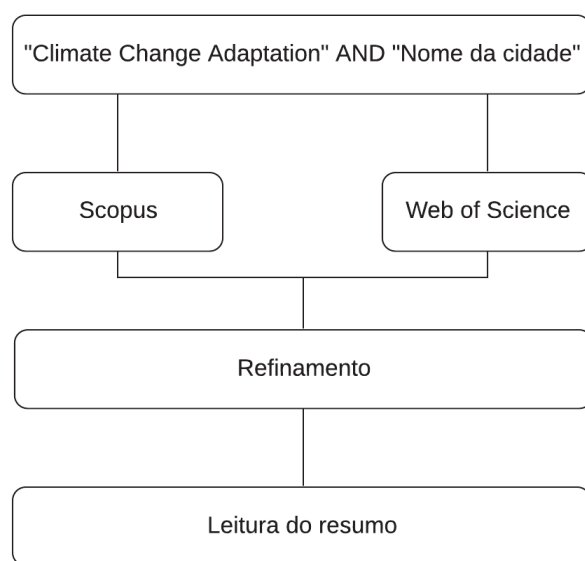 "Climate Change Adaptation" AND "Nome da cidade"
Scopus
Web of Science
Refinamento
Leitura do resumo